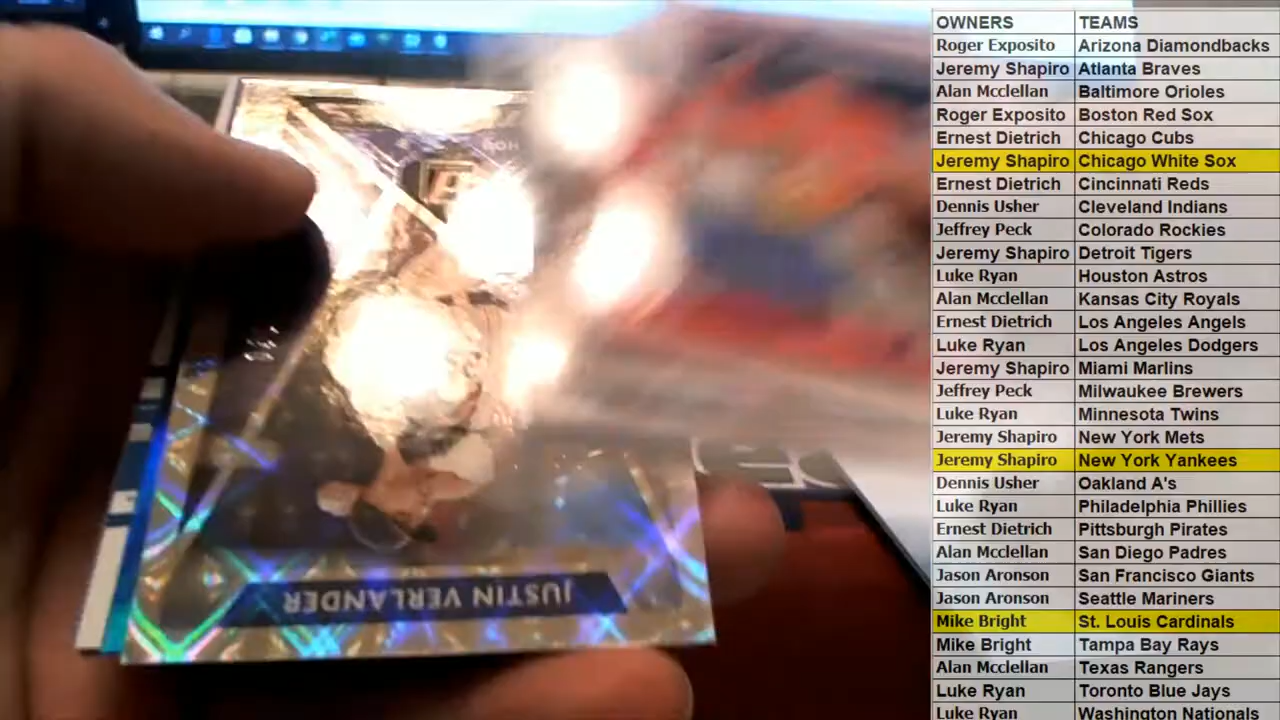 OWNERS TEAMS
Roger Exposito Arizona Diamondbacks
Jeremy Shapiro Atlanta Braves
Alan Mcclellan Baltimore Orioles
Roger Exposito Boston Red Sox
Ernest Dietrich Chicago Cubs
Jeremy Shapiro Chicago White Sox
Ernest Dietrich Cincinnati Reds
Dennis Usher Cleveland Indians
Jeffrey Peck Colorado Rockies
Jeremy Shapiro Detroit Tigers
Luke Ryan Houston Astros
Alan Mcclellan Kansas City Royals
Ernest Dietrich Los Angeles Angels
Luke Ryan Los Angeles Dodgers
Jeremy Shapiro Miami Marlins
Jeffrey Peck Milwaukee Brewers
Luke Ryan Minnesota Twins
Jeremy Shapiro New York Mets
Jeremy Shapiro New York Yankees
Dennis Usher Oakland A's
Luke Ryan Philadelphia Phillies
Ernest Dietrich Pittsburgh Pirates
Alan Mcclellan San Diego Padres
Jason Aronson San Francisco Giants
Jason Aronson Seattle Mariners
Mike Bright St. Louis Cardinals
Mike Bright Tampa Bay Rays
Alan Mcclellan Texas Rangers
Luke Ryan Toronto Blue Jays
Luke Ryan Washington Nationals
JUSTIN VERLANDER